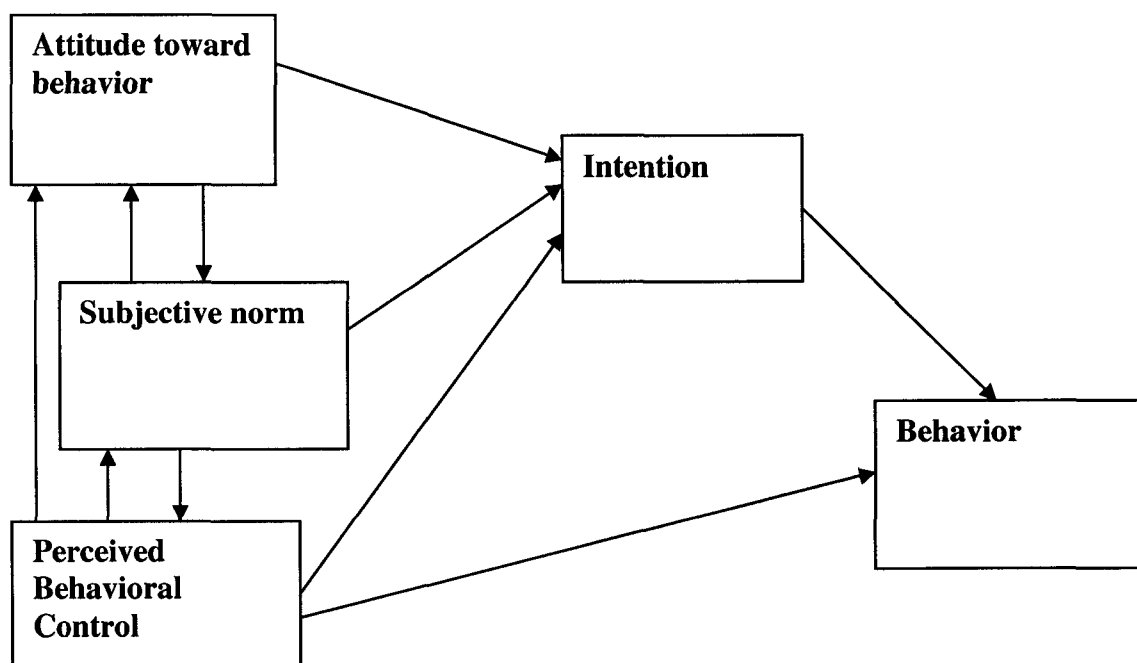 Attitude toward
behavior
Intention
Subjective norm
Behavior
Perceived
Behavioral
Control